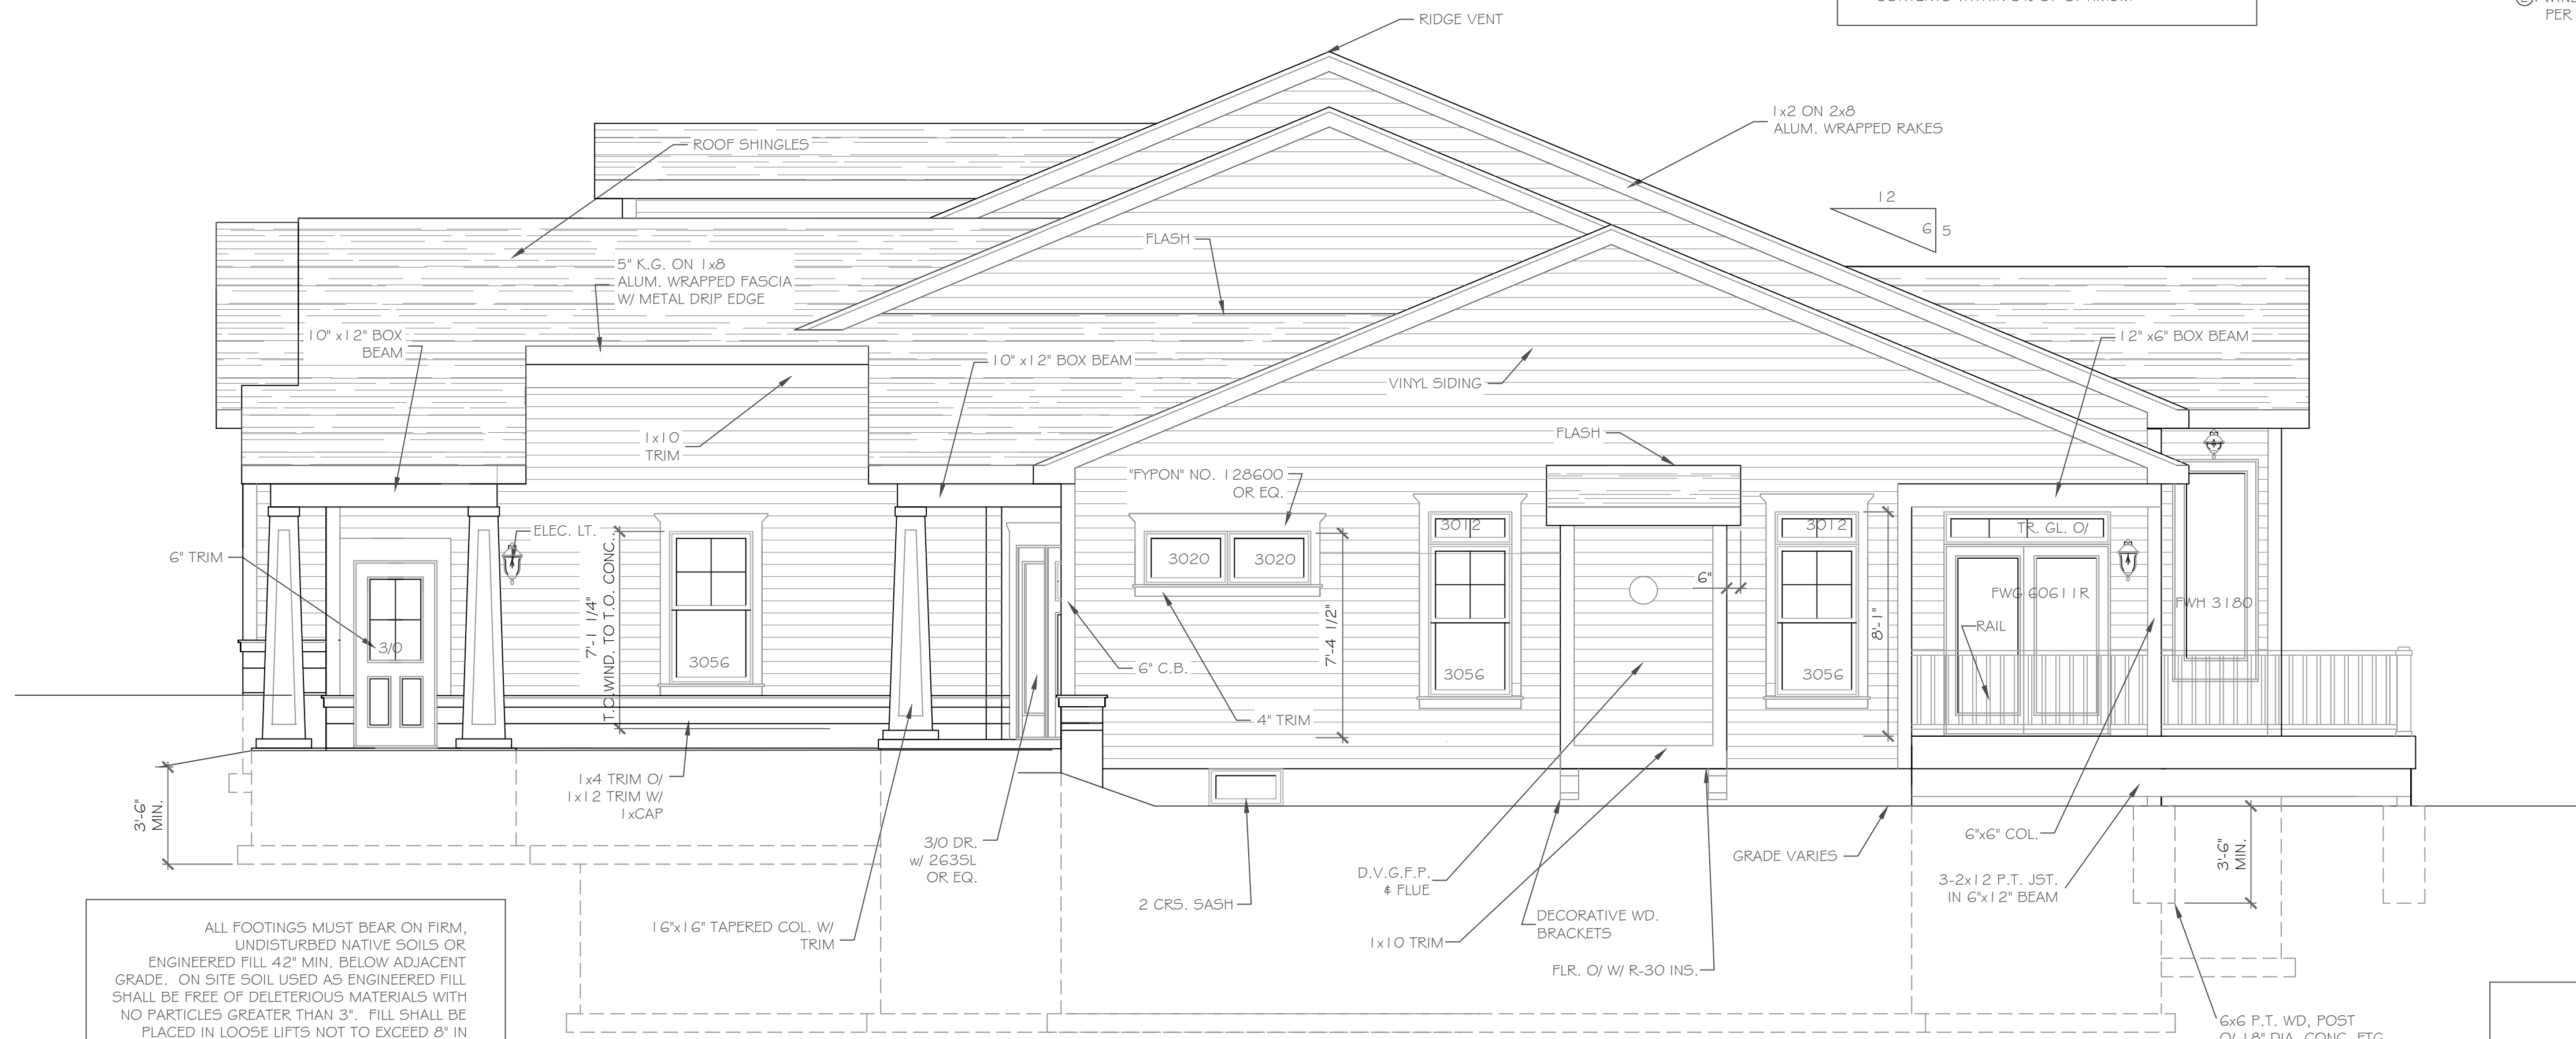 RIDGE VENT
PER
1x2 ON 2x8
ALUM. WRAPPED RAKES
ROOF SHINGLES
12
6 5
FLASH
5" K.G. ON 1x8
ALUM. WRAPPED FASCIA
W/ METAL DRIP EDGE
10" x12" BOX
BEAM
10" x12" BOX BEAM
12" x6" BOX BEAM
VINYL SIDING
1x10
TRIM
FLASH
"FYPON" NO. 128600
OR EQ.
ELEC. LT.
6" TRIM
3/0
7'-1 1/4"
T.O.WIND. TO T.O. CONC.
3056
3020
3020
3012
3056
6"
3012
3056
8'-1"
TR. GL. O/
FWG 60611R
FWH 3180
RAIL
7'-4 1/2"
6" C.B.
4" TRIM
3'-6"
MIN.
1x4 TRIM O/
1x12 TRIM W/
1xCAP
3/0 DR.
w/ 263SL
OR EQ.
16"x16" TAPERED COL. W/
TRIM
2 CRS. SASH
D.V.G.F.P.
& FLUE
1x10 TRIM
DECORATIVE WD.
BRACKETS
FLR. O/ W/ R-30 INS.
GRADE VARIES
6"x6" COL.
3-2x12 P.T. JST.
IN 6"x12" BEAM
3'-6"
MIN.
6x6 P.T. WD, POST
O/ 18" DIA. CONC. FTG
ALL FOOTINGS MUST BEAR ON FIRM,
UNDISTURBED NATIVE SOILS OR
ENGINEERED FILL 42" MIN. BELOW ADJACENT
GRADE. ON SITE SOIL USED AS ENGINEERED FILL
SHALL BE FREE OF DELETERIOUS MATERIALS WITH
NO PARTICLES GREATER THAN 3". FILL SHALL BE
PLACED IN LOOSE LIFTS NOT TO EXCEED 8" IN